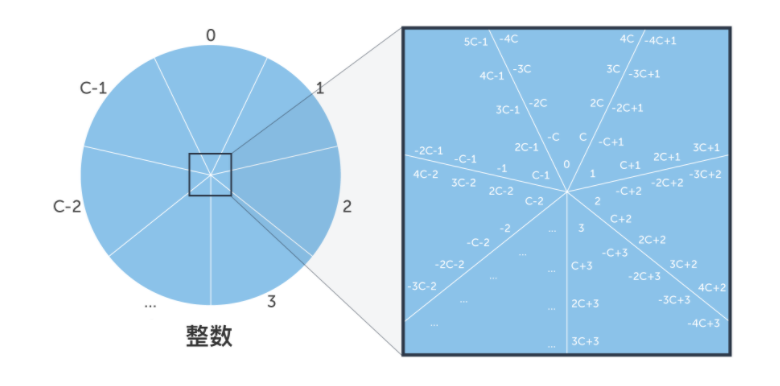 0
C-1
1
C-2
2
...
3
整数
5C-1 -4C 4C -4C+1
4C-1 -3C 3C -3C+1
3C-1 -2C 2C -2C+1
2C-1 -C C -C+1
-2C-1 -C-1 -1 C-1 0 1 C+1 2C+1 3C+1
4C-2 3C-2 2C-2 C-2 2 -C+2 -2C+2 -3C+2
-2 ... 3 C+2
-C-2 ... -C+3 2C+2
-2C-2 ... ... C+3 -2C+3 3C+2
-3C-2 ... ... 2C+3 -3C+3 4C+2
... ... 3C+3 -4C+3